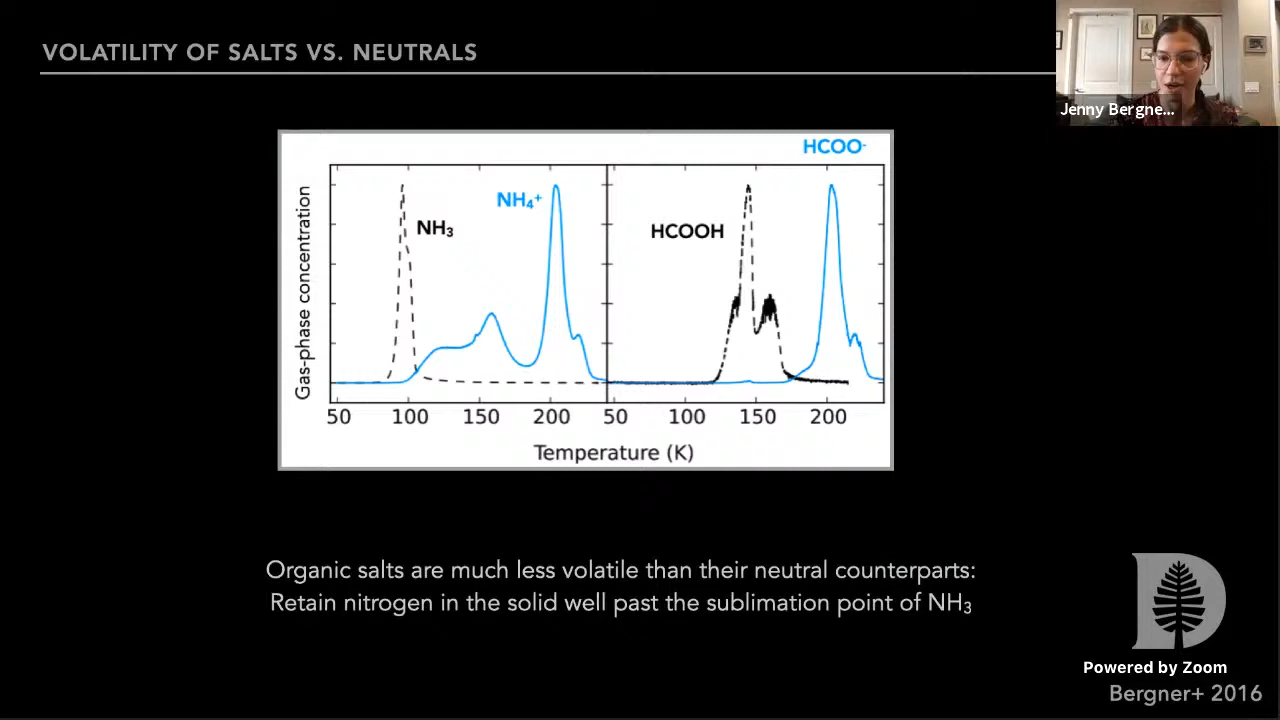 VOLATILITY OF SALTS VS. NEUTRALS
Jenny Bergne...
HCOO-
NH₄⁺
NH₃
HCOOH
Gas-phase concentration
50 100 150 200 50 100 150 200
Temperature (K)
Organic salts are much less volatile than their neutral counterparts:
Retain nitrogen in the solid well past the sublimation point of NH₃
D
Powered by Zoom
Bergner+ 2016